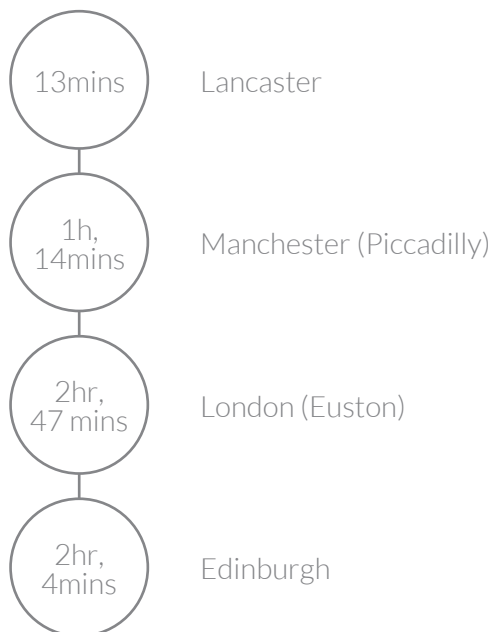 13mins
Lancaster
1h,
14mins
Manchester (Piccadilly)
2hr,
47 mins
London (Euston)
2hr,
4mins
Edinburgh